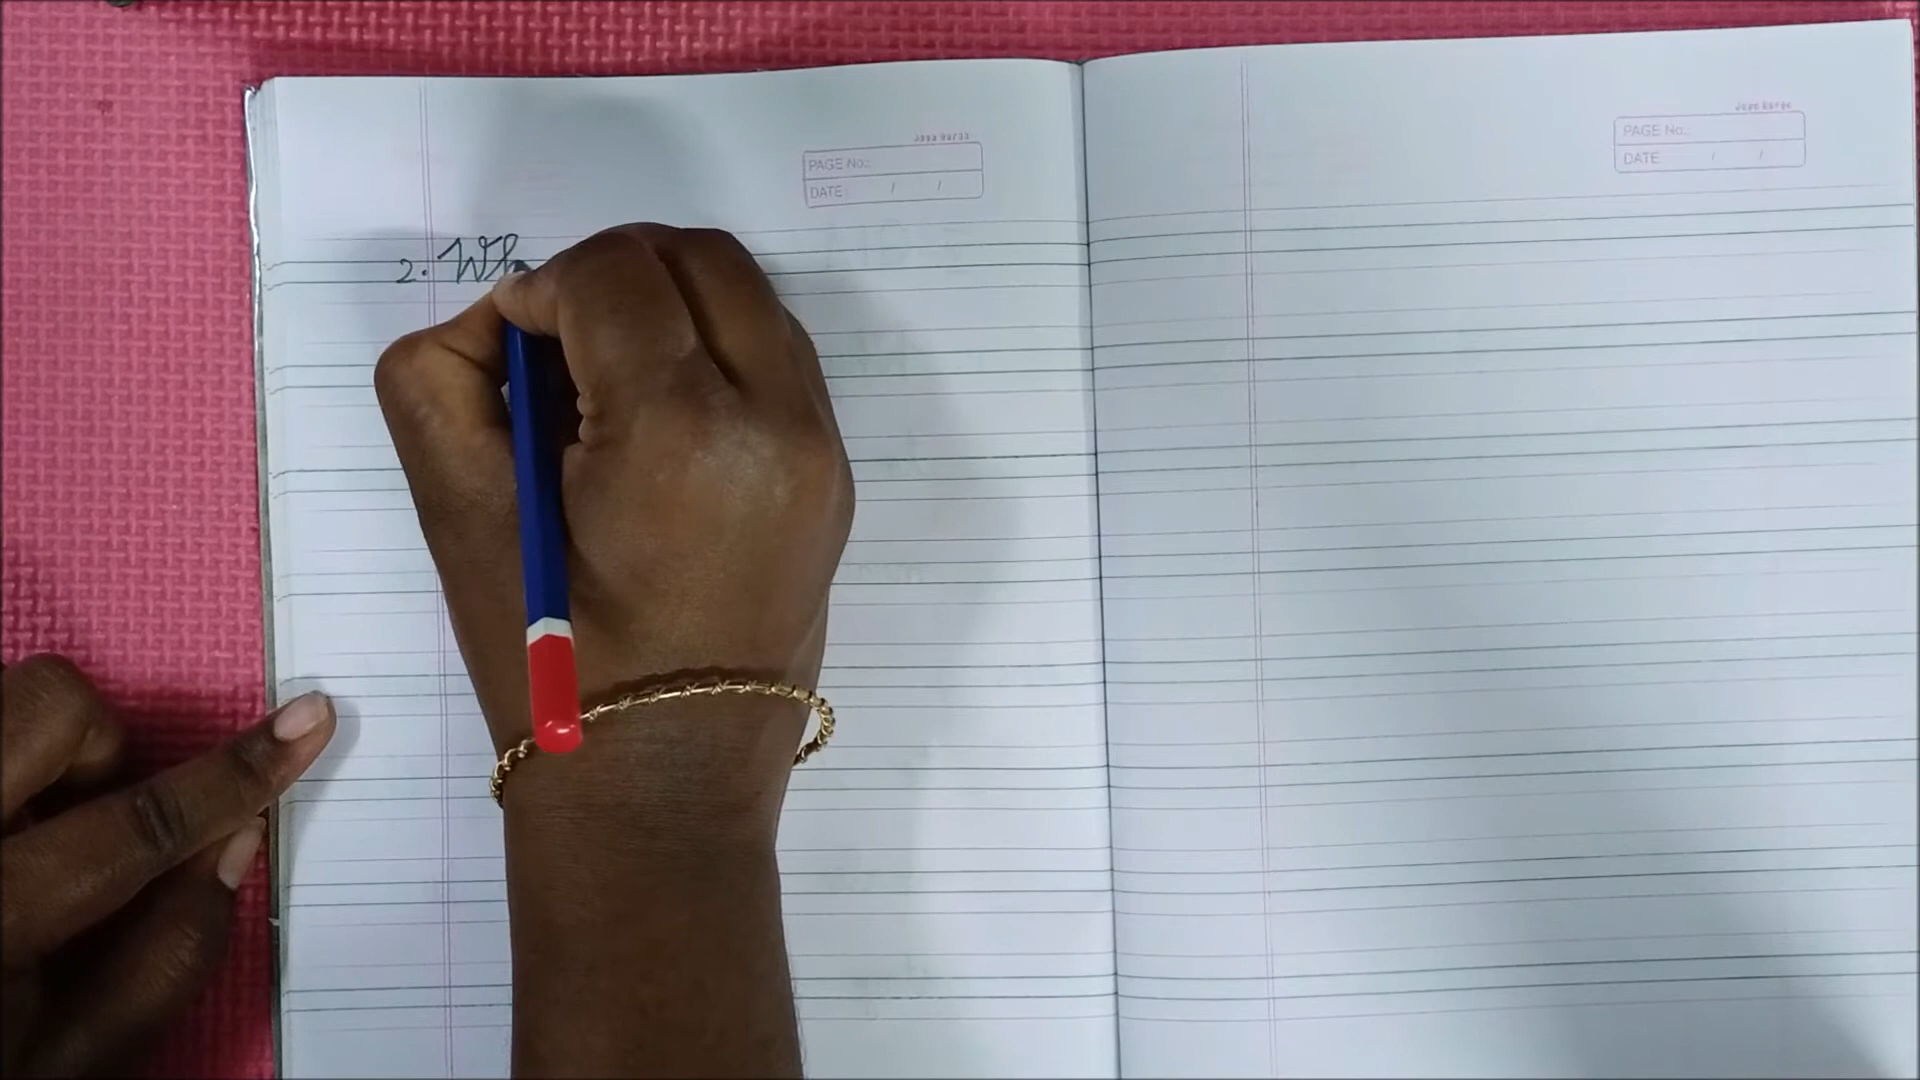 PAGE No.:
DATE: / /
2. Wh
PAGE No.:
DATE / /